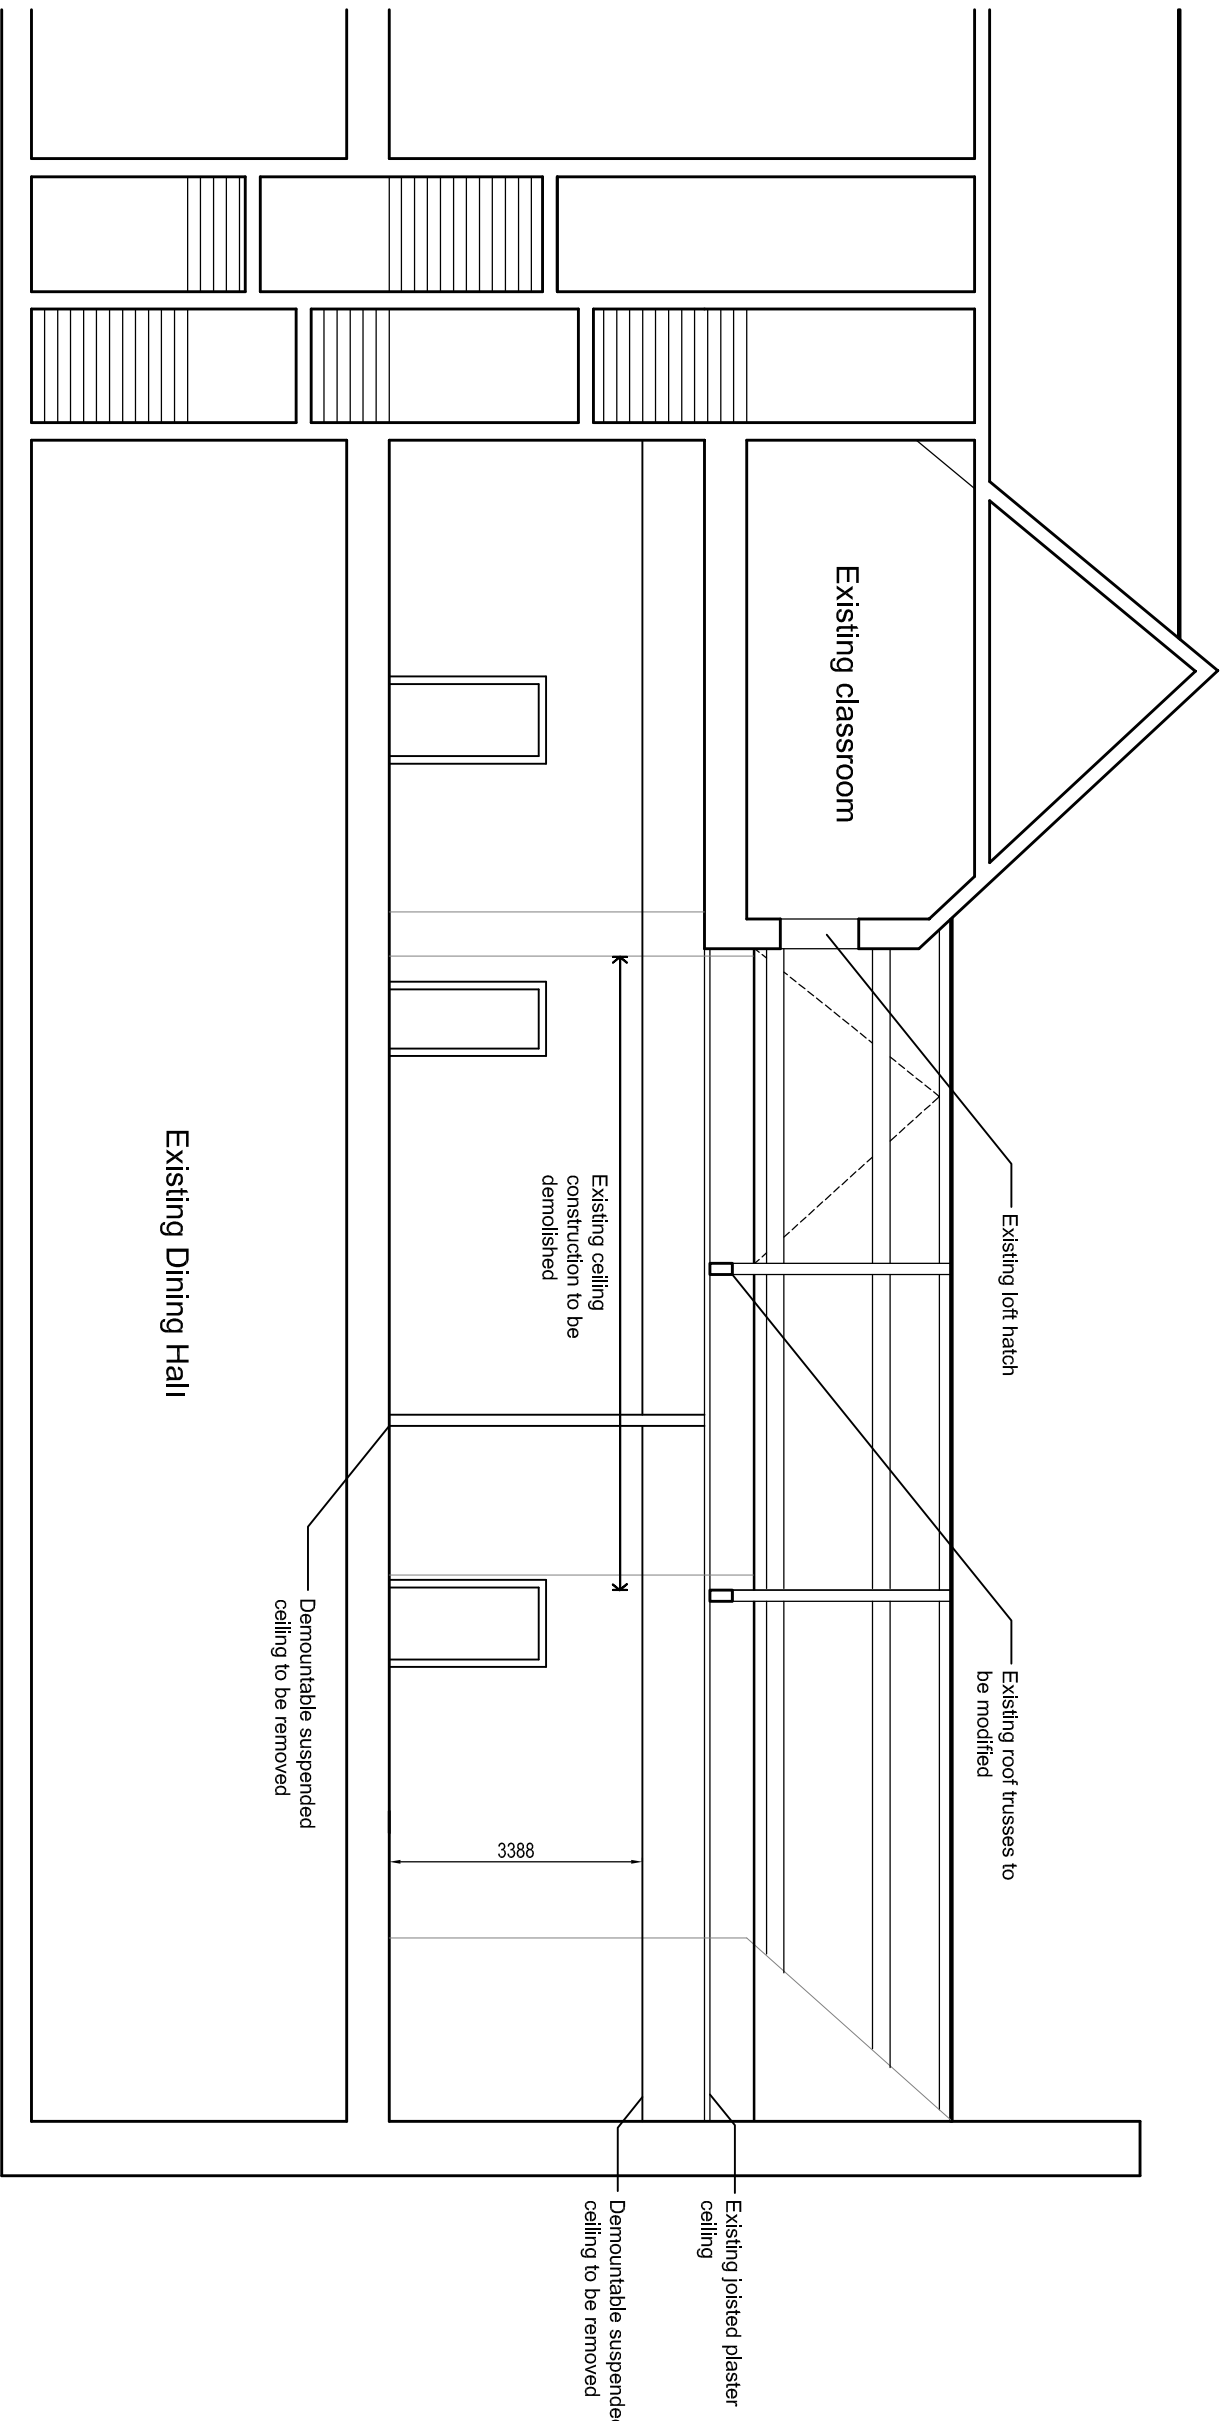 Existing loft hatch
Existing roof trusses to
be modified
Existing classroom
Existing ceiling
construction to be
demolished
3388
Existing joisted plaster
ceiling
Demountable suspended
ceiling to be removed
Demountable suspended
ceiling to be removed
Existing Dining Hall